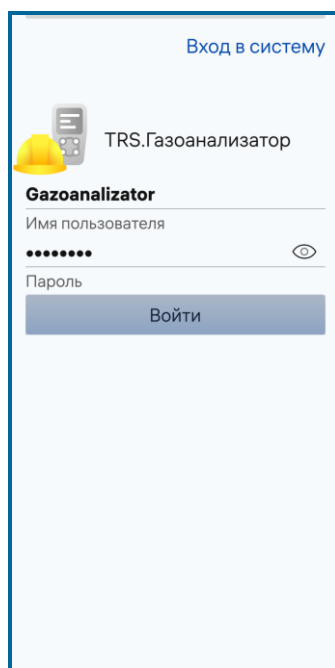 Вход в систему
TRS.Газоанализатор
Gazoanalizator
Имя пользователя
••••••••
Пароль
Войти